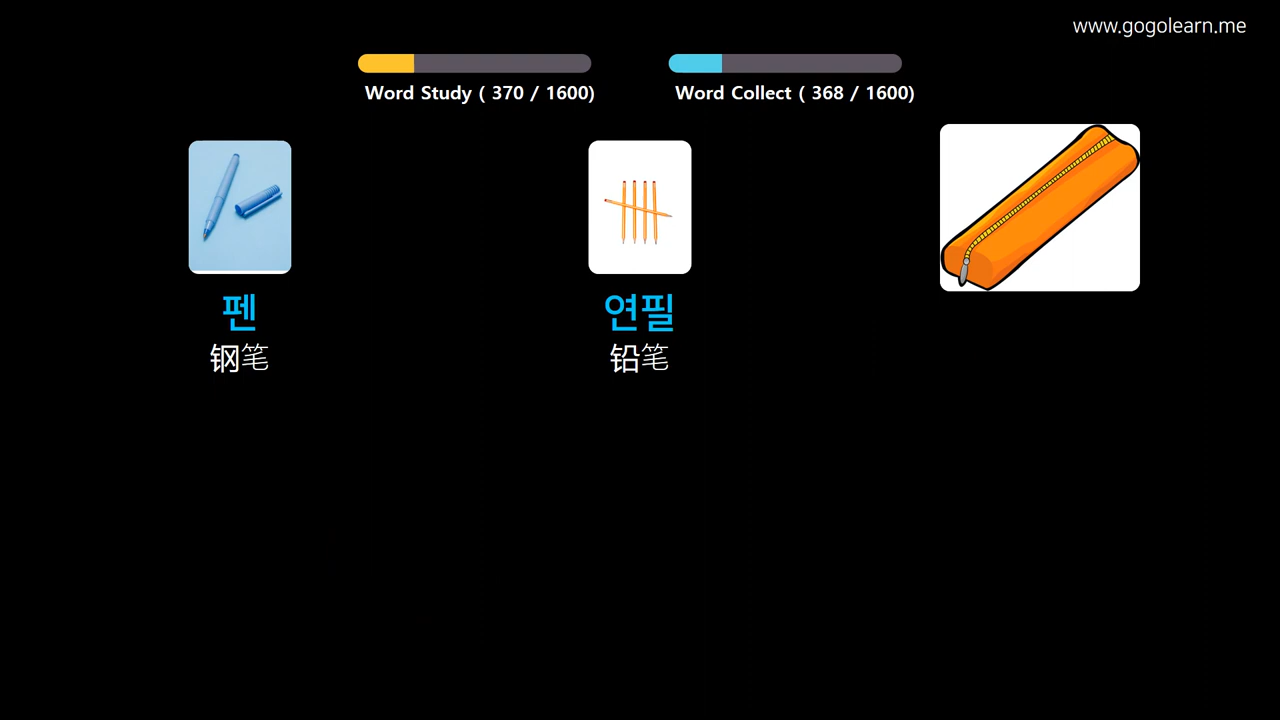 www.gogolearn.me
Word Study ( 370 / 1600)
Word Collect ( 368 / 1600)
펜
钢笔
연필
铅笔